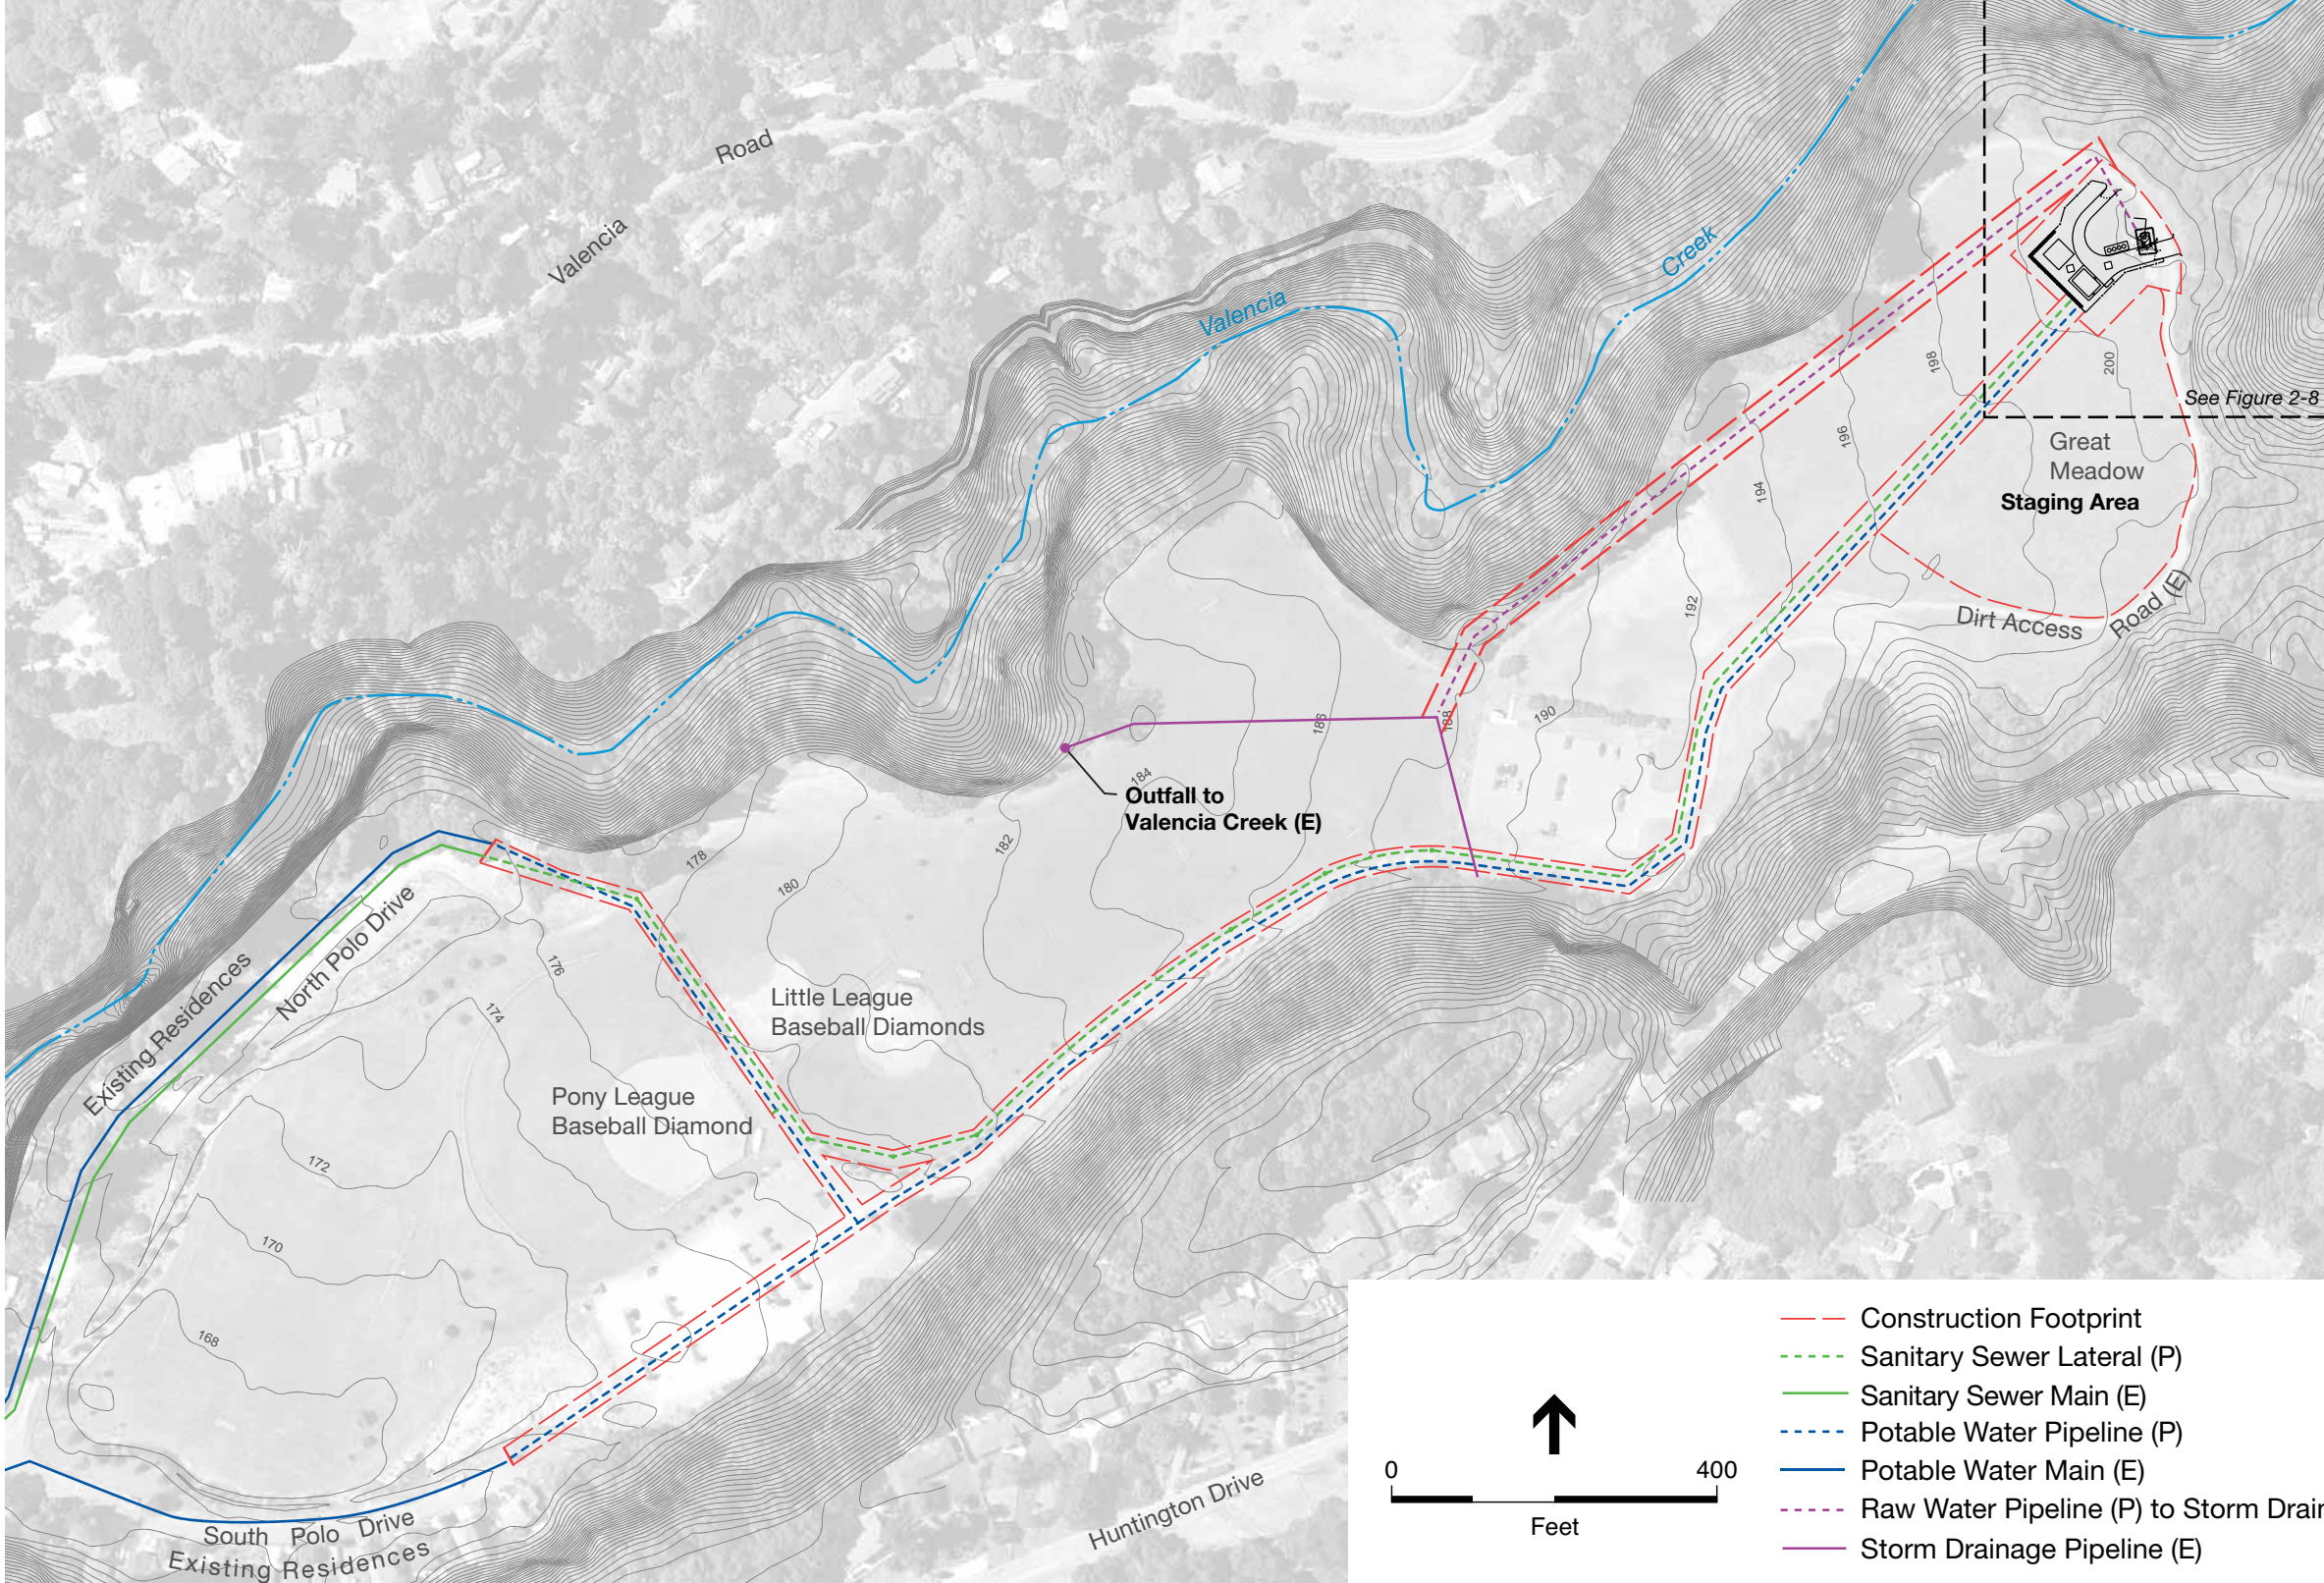 Road
Valencia
Creek
Valencia
198
200
See Figure 2-8
196
Great
Meadow
Staging Area
194
192
Dirt Access
Road (E)
190
188
186
184
Outfall to
Valencia Creek (E)
182
178
180
North Polo Drive
Existing Residences
176
174
Little League
Baseball Diamonds
Pony League
Baseball Diamond
172
170
168
South Polo Drive
Existing Residences
Huntington Drive
0 400
Feet
Construction Footprint
Sanitary Sewer Lateral (P)
Sanitary Sewer Main (E)
Potable Water Pipeline (P)
Potable Water Main (E)
Raw Water Pipeline (P) to Storm Drain
Storm Drainage Pipeline (E)